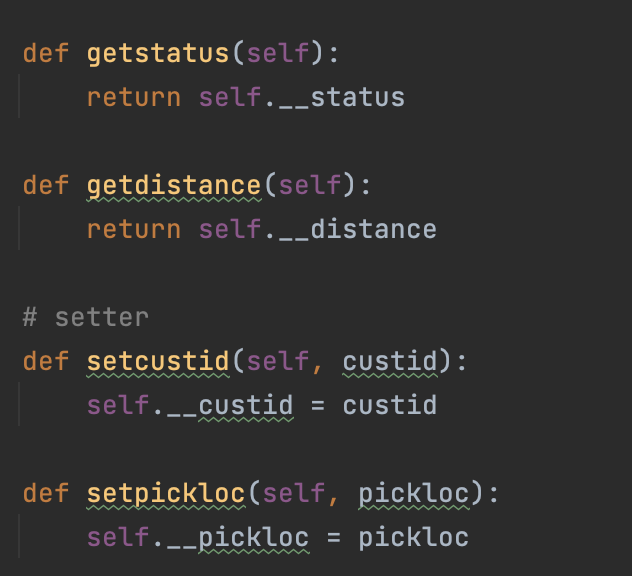 def getstatus(self):
    return self.__status
def getdistance(self):
    return self.__distance
# setter
def setcustid(self, custid):
    self.__custid = custid
def setpickloc(self, pickloc):
    self.__pickloc = pickloc